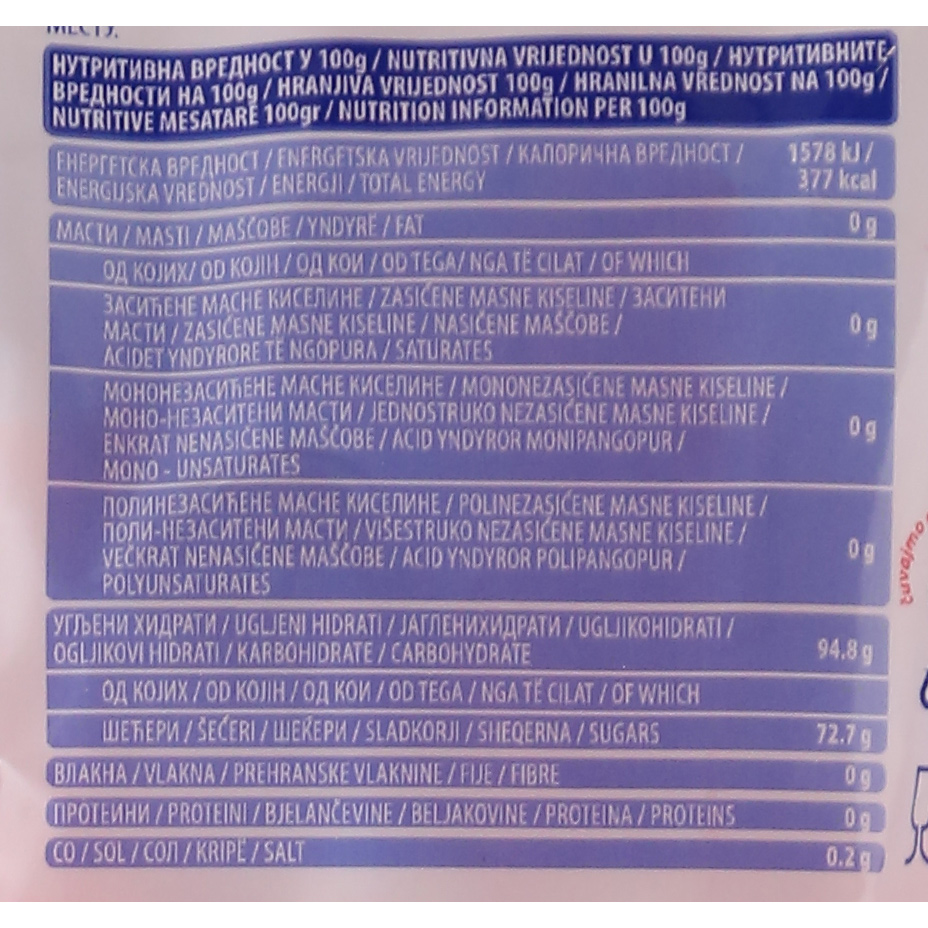 МЕСТУ.
НУТРИТИВНА ВРЕДНОСТ У 100g / NUTRITIVNA VRIJEDNOST U 100g / НУТРИТИВНИТЕ
ВРЕДНОСТИ НА 100g / HRANJIVA VRIJEDNOST 100g / HRANILNA VREDNOST NA 100g /
NUTRITIVE MESATARË 100gr / NUTRITION INFORMATION PER 100g
ЕНЕРГЕТСКА ВРЕДНОСТ / ENERGETSKA VRIJEDNOST / КАЛОРИЧНА ВРЕДНОСТ / 1578 kJ /
ENERGIJSKA VREDNOST / ENERGJI / TOTAL ENERGY 377 kcal
МАСТИ / MASTI / MAŠČOBE / YNDYRË / FAT 0 g
ОД КОЈИХ/ OD KOJIH / ОД КОИ / OD TEGA/ NGA TË CILAT / OF WHICH
ЗАСИЋЕНЕ МАСНЕ КИСЕЛИНЕ / ZASIĆENE MASNE KISELINE / ЗАСИТЕНИ
МАСТИ / ZASIĆENE MASNE KISELINE / NASIČENE MAŠČOBE / 0 g
ACIDET YNDYRORE TË NGOPURA / SATURATES
МОНОНЕЗАСИЋЕНЕ МАСНЕ КИСЕЛИНЕ / MONONEZASIĆENE MASNE KISELINE /
МОНО-НЕЗАСИТЕНИ МАСТИ / JEDNOSTRUKO NEZASIĆENE MASNE KISELINE / 0 g
ENKRAT NENASIČENE MAŠČOBE / ACID YNDYROR MONIPANGOPUR /
MONO - UNSATURATES
ПОЛИНЕЗАСИЋЕНЕ МАСНЕ КИСЕЛИНЕ / POLINEZASIĆENE MASNE KISELINE /
ПОЛИ-НЕЗАСИТЕНИ МАСТИ / VIŠESTRUKO NEZASIĆENE MASNE KISELINE /
VEČKRAT NENASIČENE MAŠČOBE / ACID YNDYROR POLIPANGOPUR / 0 g
POLYUNSATURATES
УГЉЕНИ ХИДРАТИ / UGLJENI HIDRATI / ЈАГЛЕНИХИДРАТИ / UGLJIKOHIDRATI /
OGLJIKOVI HIDRATI / KARBOHIDRATE / CARBOHYDRATE 94.8 g
ОД КОЈИХ / OD KOJIH / ОД КОИ / OD TEGA / NGA TË CILAT / OF WHICH
ШЕЋЕРИ / ŠEĆERI / ШЕЌЕРИ / SLADKORJI / SHEQERNA / SUGARS 72.7 g
ВЛАКНА / VLAKNA / PREHRANSKE VLAKNINE / FIJE / FIBRE 0 g
ПРОТЕИНИ / PROTEINI / BJELANČEVINE / BELJAKOVINE / PROTEINA / PROTEINS 0 g
СО / SOL / СОЛ / KRIPË / SALT 0.2 g
čuvajmo